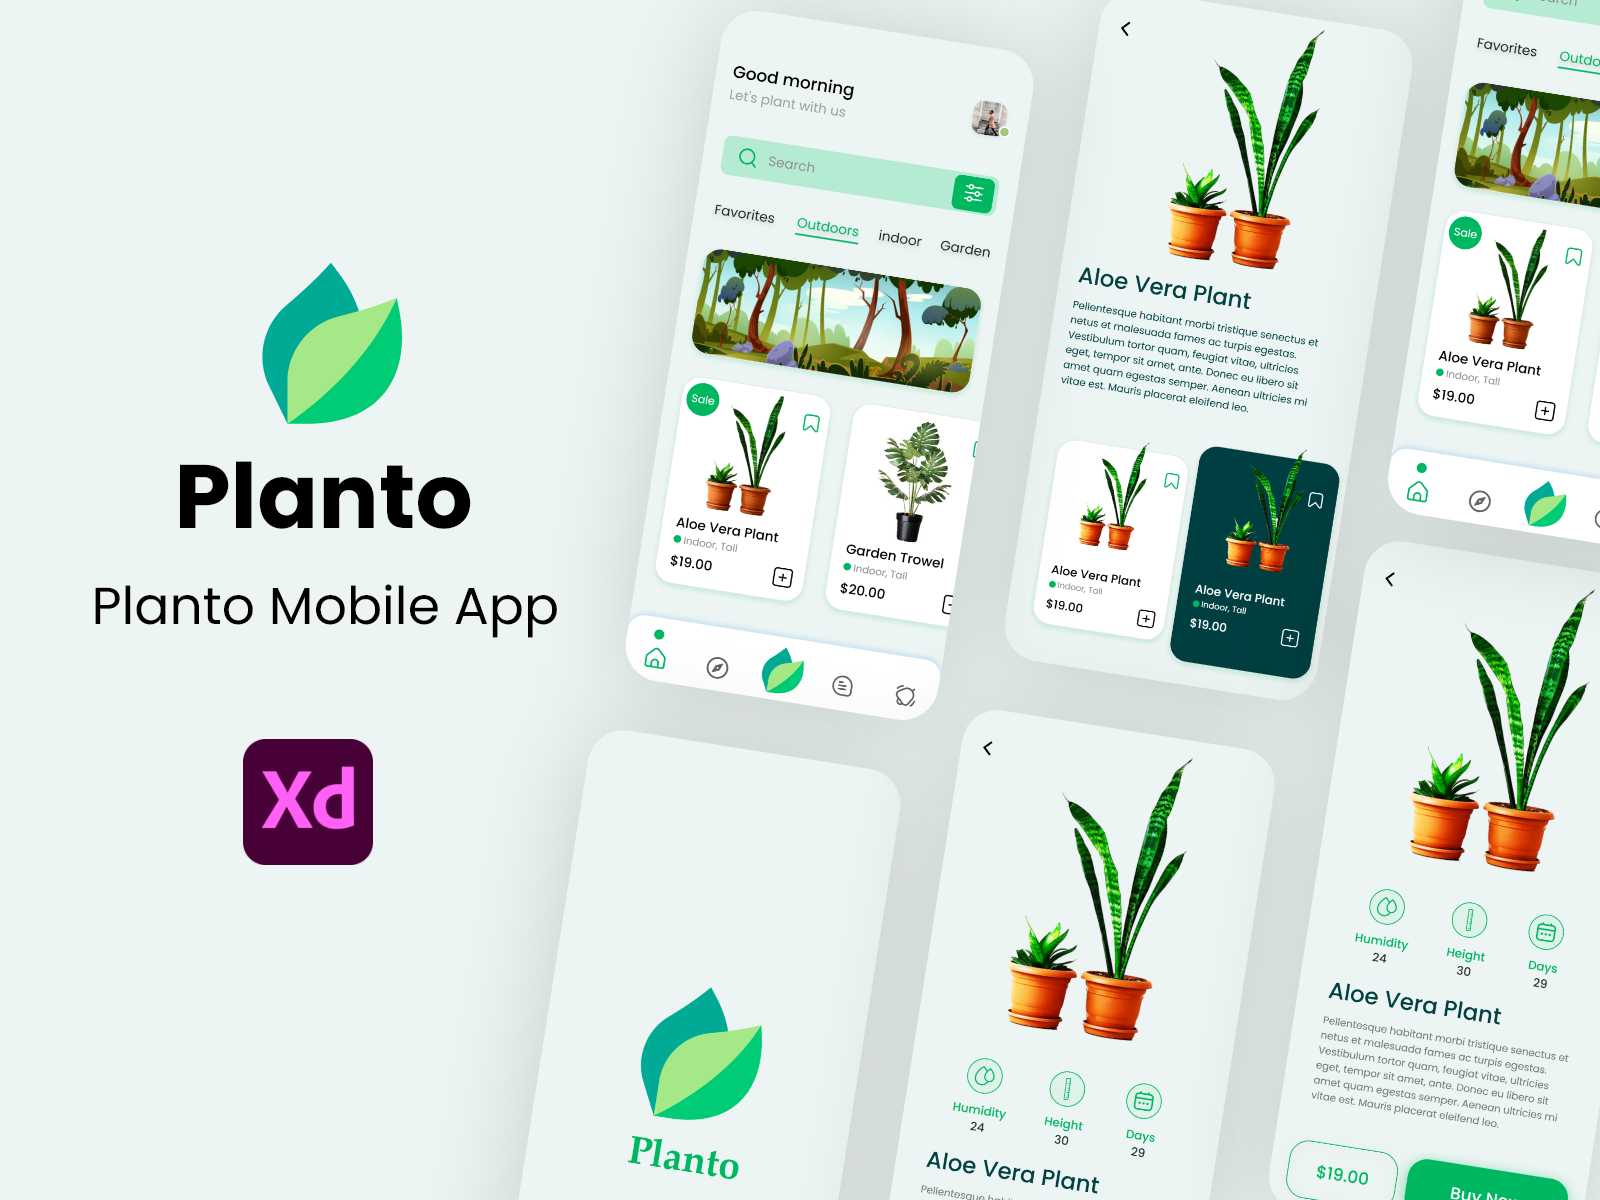 Planto
Planto Mobile App
Xd
Good morning
Let's plant with us
Search
Favorites
Outdoors
indoor
Garden
Sale
Aloe Vera Plant
Indoor, Tall
$19.00
Garden Trowel
Indoor, Tall
$20.00
Aloe Vera Plant
Pellentesque habitant morbi tristique senectus et
netus et malesuada fames ac turpis egestas.
Vestibulum tortor quam, feugiat vitae, ultricies
eget, tempor sit amet, ante. Donec eu libero sit
amet quam egestas semper. Aenean ultricies mi
vitae est. Mauris placerat eleifend leo.
Aloe Vera Plant
Indoor, Tall
$19.00
Aloe Vera Plant
Indoor, Tall
$19.00
Favorites
Sale
Aloe Vera Plant
Indoor, Tall
$19.00
Planto
Humidity
24
Height
30
Days
29
Aloe Vera Plant
Humidity
24
Height
30
Days
29
Aloe Vera Plant
Pellentesque habitant morbi tristique senectus et
netus et malesuada fames ac turpis egestas.
Vestibulum tortor quam, feugiat vitae, ultricies
eget, tempor sit amet, ante. Donec eu libero sit
amet quam egestas semper. Aenean ultricies mi
vitae est. Mauris placerat eleifend leo.
$19.00
Buy